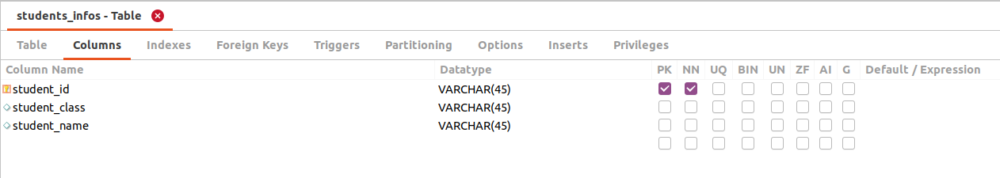 students_infos - Table
Table Columns Indexes Foreign Keys Triggers Partitioning Options Inserts Privileges
Column Name Datatype PK NN UQ BIN UN ZF AI G Default / Expression
student_id VARCHAR(45)
student_class VARCHAR(45)
student_name VARCHAR(45)